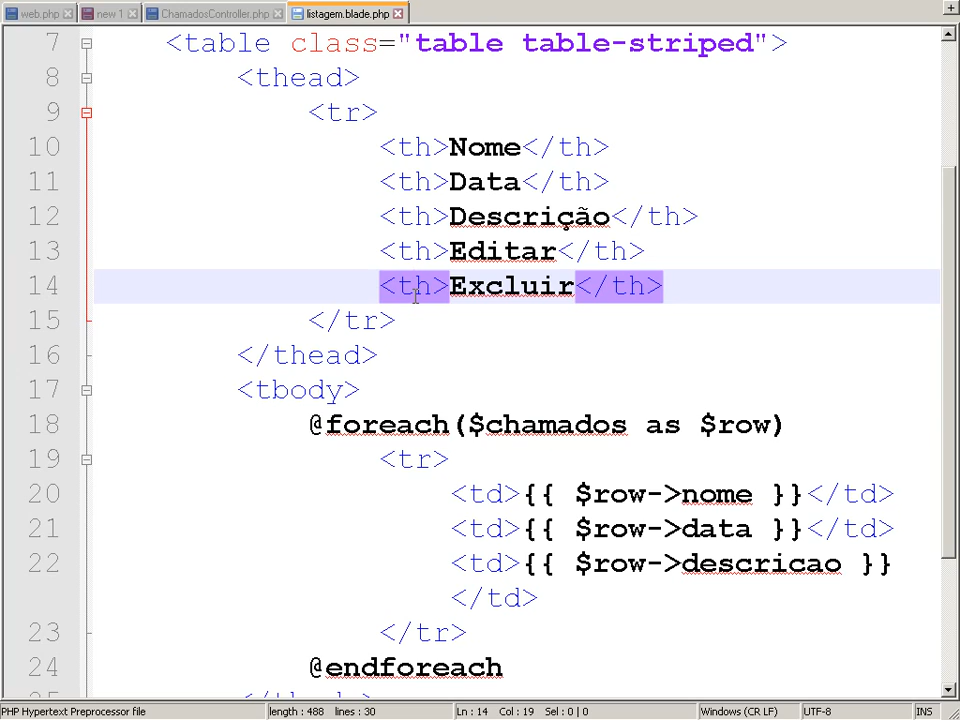 web.php new 1 ChamadosController.php listagem.blade.php
7 <table class="table table-striped">
8 <thead>
9 <tr>
10 <th>Nome</th>
11 <th>Data</th>
12 <th>Descrição</th>
13 <th>Editar</th>
14 <th>Excluir</th>
15 </tr>
16 </thead>
17 <tbody>
18 @foreach($chamados as $row)
19 <tr>
20 <td>{{ $row->nome }}</td>
21 <td>{{ $row->data }}</td>
22 <td>{{ $row->descricao }}
</td>
23 </tr>
24 @endforeach
PHP Hypertext Preprocessor file length : 488 lines : 30 Ln : 14 Col : 19 Sel : 0 | 0 Windows (CR LF) UTF-8 INS